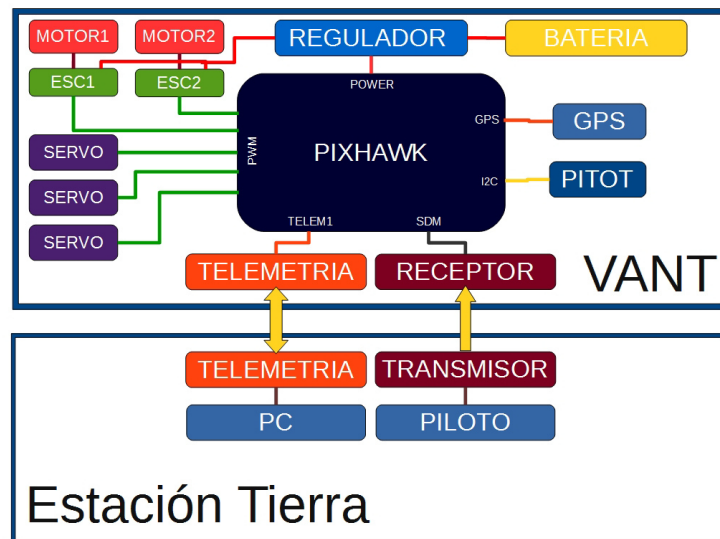 MOTOR1
MOTOR2
REGULADOR
BATERIA
ESC1
ESC2
POWER
GPS
GPS
SERVO
PWM
PIXHAWK
I2C
PITOT
SERVO
SERVO
TELEM1
SDM
TELEMETRIA
RECEPTOR
VANT
TELEMETRIA
TRANSMISOR
PC
PILOTO
Estación Tierra